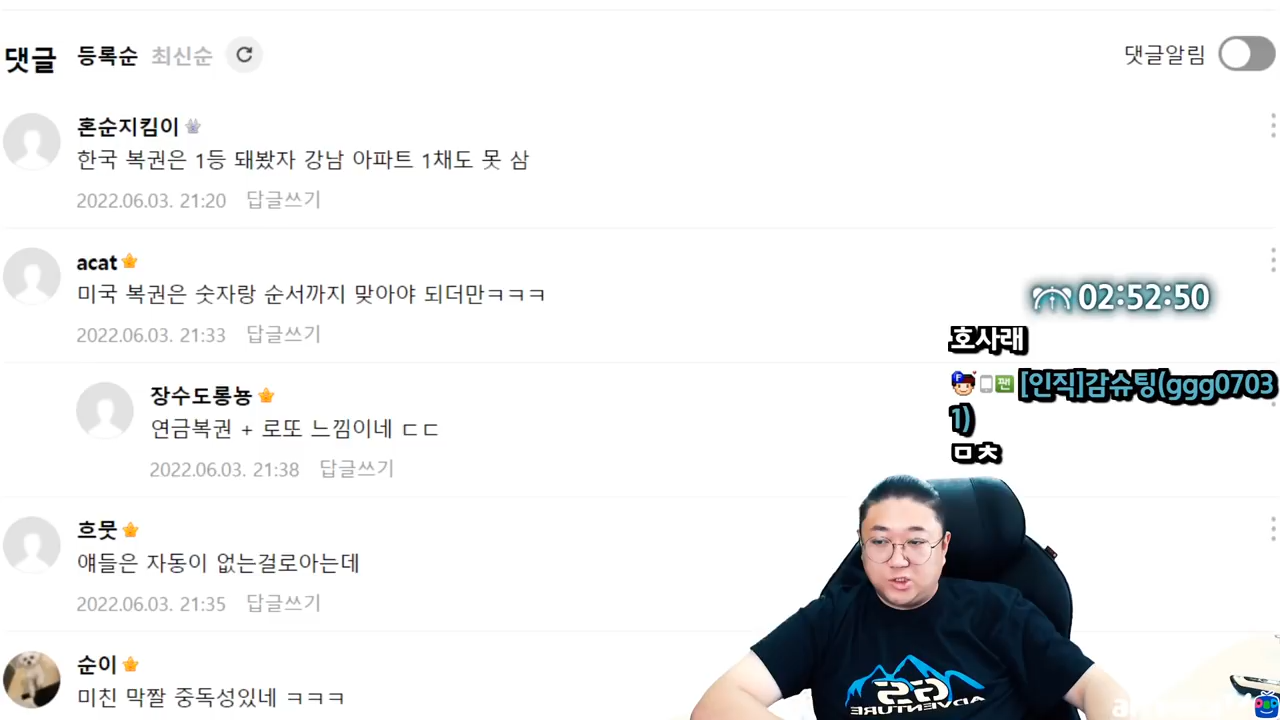 댓글 등록순 최신순 댓글알림
혼순지킴이
한국 복권은 1등 돼봤자 강남 아파트 1채도 못 삼
2022.06.03. 21:20 답글쓰기
acat
미국 복권은 숫자랑 순서까지 맞아야 되더만ㅋㅋㅋ
2022.06.03. 21:33 답글쓰기
02:52:50
호사래
장수도롱뇽
연금복권 + 로또 느낌이네 ㄷㄷ
2022.06.03. 21:38 답글쓰기
[인직]감슈팅(ggg0703
1)
ㅁㅊ
흐뭇
얘들은 자동이 없는걸로아는데
2022.06.03. 21:35 답글쓰기
순이
미친 막짤 중독성있네 ㅋㅋㅋ
ADVENTURE